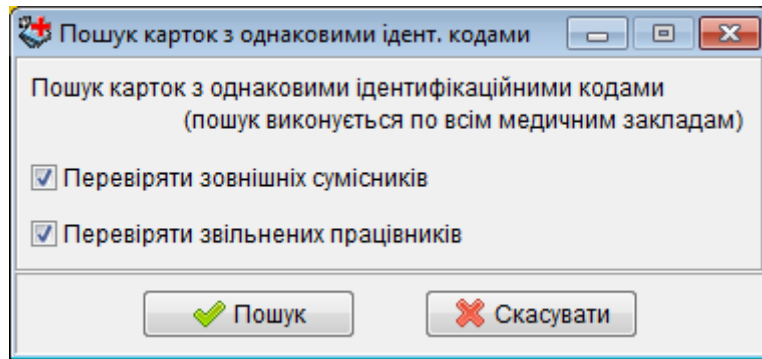 Пошук карток з однаковими ідент. кодами
Пошук карток з однаковими ідентифікаційними кодами
(пошук виконується по всім медичним закладам)
Перевіряти зовнішніх сумісників
Перевіряти звільнених працівників
Пошук Скасувати